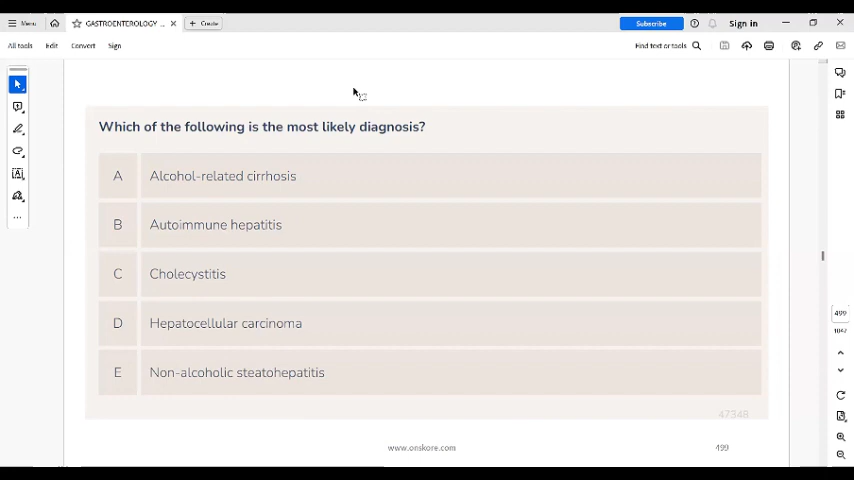 Menu
GASTROENTEROLOGY ...
Create
Subscribe
Sign in
All tools
Edit
Convert
Sign
Find text or tools
Which of the following is the most likely diagnosis?
A Alcohol-related cirrhosis
B Autoimmune hepatitis
C Cholecystitis
D Hepatocellular carcinoma
E Non-alcoholic steatohepatitis
47348
www.onskore.com
499
499